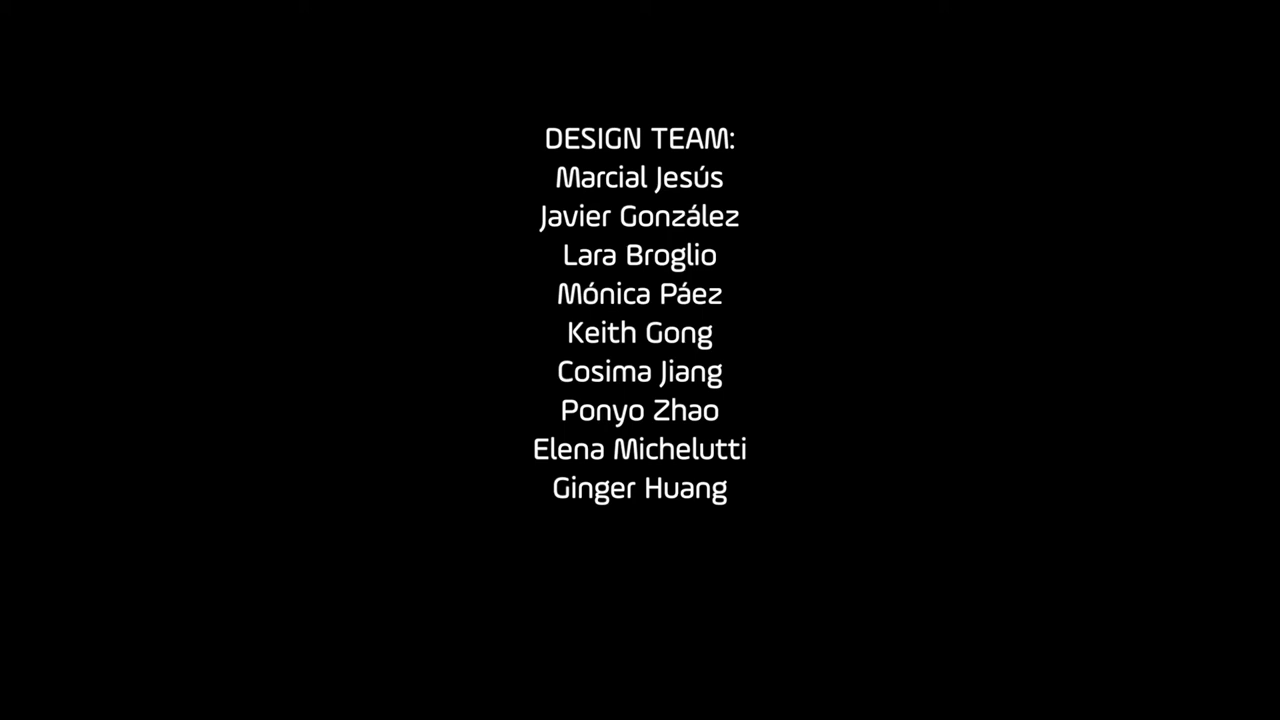 DESIGN TEAM:
Marcial Jesús
Javier González
Lara Broglio
Mónica Páez
Keith Gong
Cosima Jiang
Ponyo Zhao
Elena Michelutti
Ginger Huang